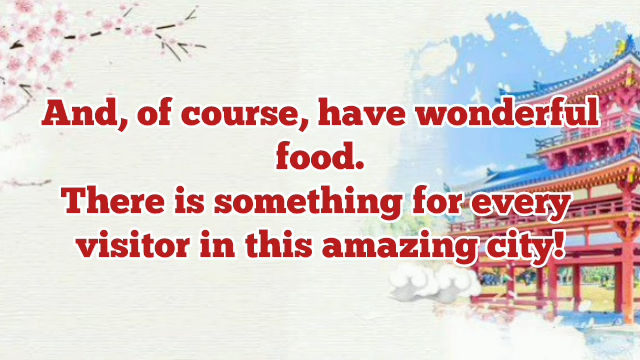 And, of course, have wonderful
food.
There is something for every
visitor in this amazing city!